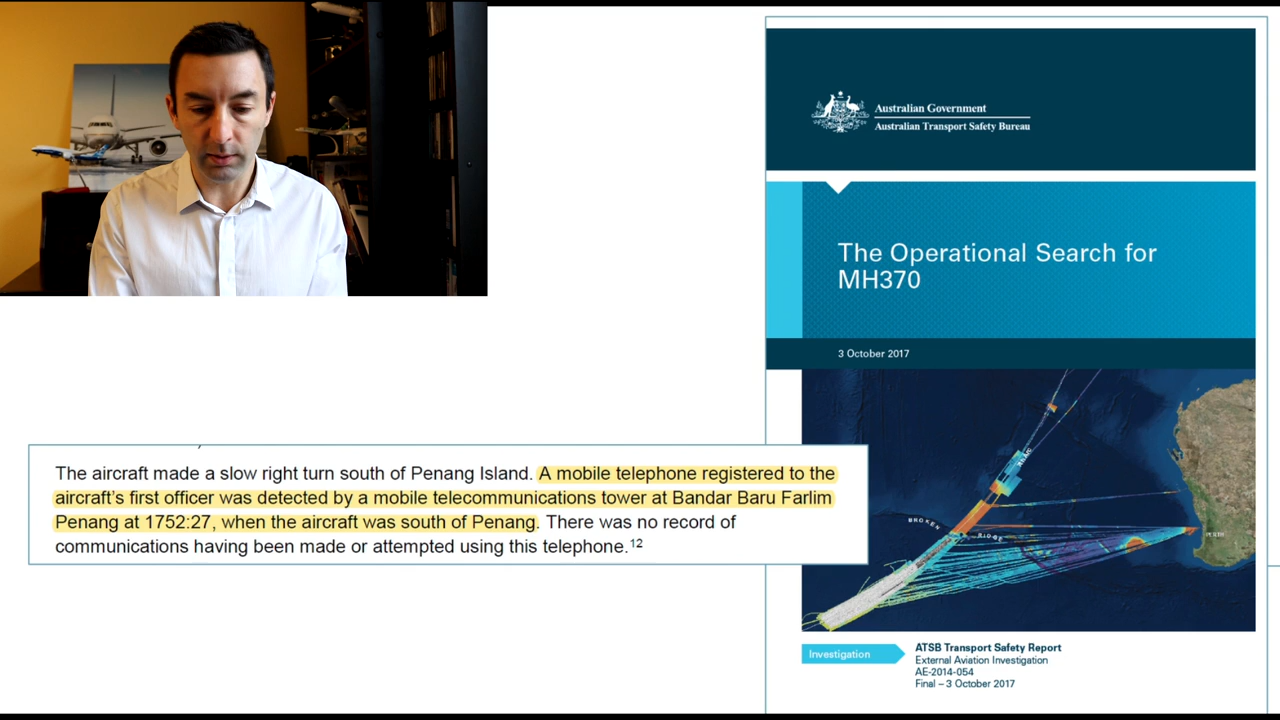 Australian Government
Australian Transport Safety Bureau
The Operational Search for
MH370
3 October 2017
The aircraft made a slow right turn south of Penang Island. A mobile telephone registered to the
aircraft's first officer was detected by a mobile telecommunications tower at Bandar Baru Farlim
Penang at 1752:27, when the aircraft was south of Penang. There was no record of
communications having been made or attempted using this telephone.¹²
BROKEN RIDGE
PERTH
Investigation
ATSB Transport Safety Report
External Aviation Investigation
AE-2014-054
Final – 3 October 2017